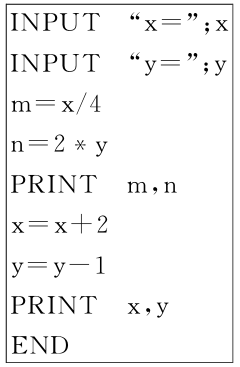 INPUT “x=”;x
INPUT “y=”;y
m=x/4
n=2*y
PRINT m,n
x=x+2
y=y-1
PRINT x,y
END